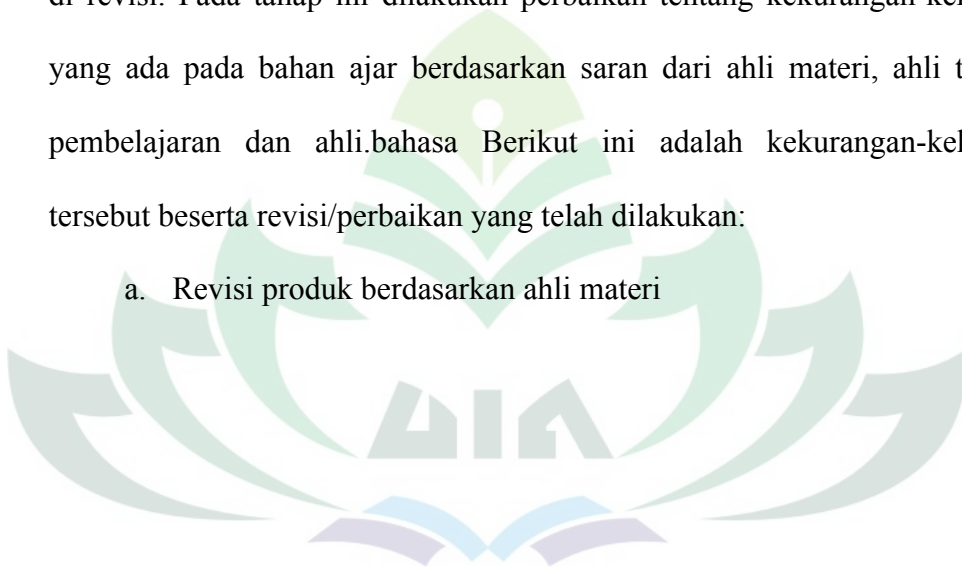 di revisi. Pada tahap ini dilakukan perbaikan tentang
yang ada pada bahan ajar berdasarkan saran dari ahli materi, ahli
pembelajaran dan ahli.bahasa Berikut ini adalah
tersebut beserta revisi/perbaikan yang telah dilakukan:
a. Revisi produk berdasarkan ahli materi
UIN